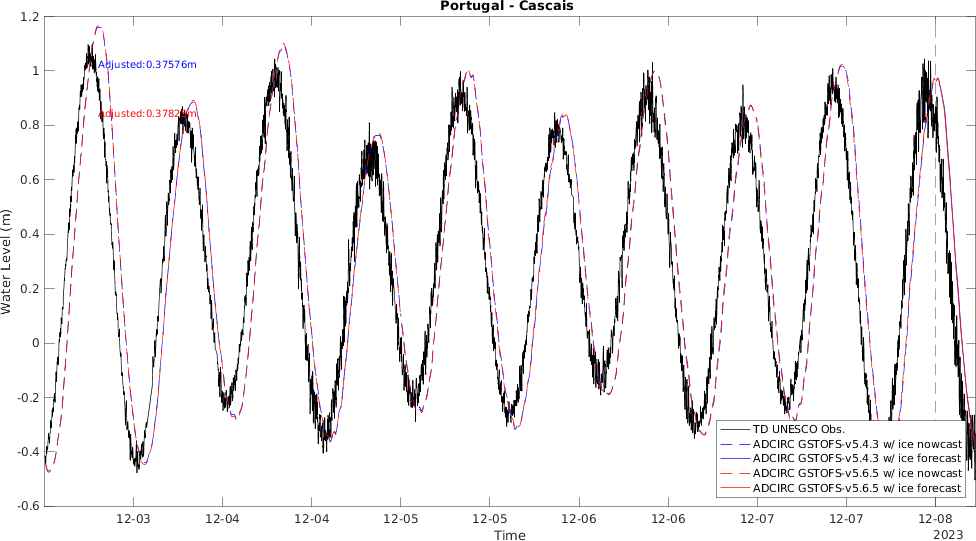 Portugal - Cascais
1.2
1
0.8
0.6
0.4
0.2
0
-0.2
-0.4
-0.6
Water Level (m)
Adjusted:0.37576m
TD UNESCO Obs.
ADCIRC GSTOFS-v5.4.3 w/ ice nowcast
ADCIRC GSTOFS-v5.4.3 w/ ice forecast
ADCIRC GSTOFS-v5.6.5 w/ ice nowcast
ADCIRC GSTOFS-v5.6.5 w/ ice forecast
12-03 12-04 12-04 12-05 12-05 12-06 12-06 12-07 12-07 12-08
Time
2023